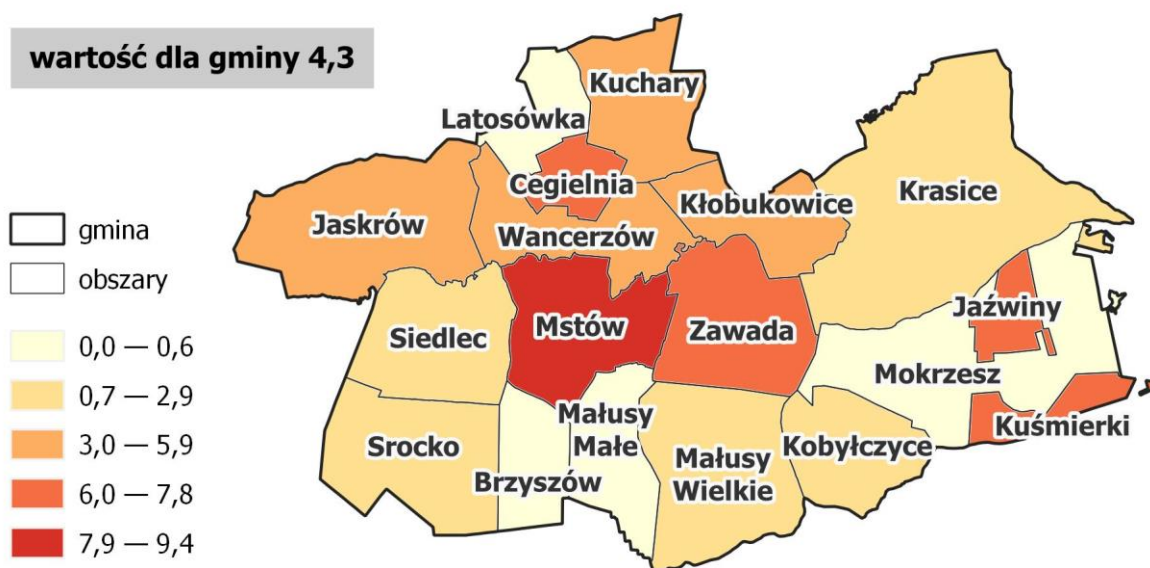 wartość dla gminy 4,3
Kuchary
Latosówka
Cegielnia
Krasice
Kłobukowice
Jaskrów
Wancerzów
gmina
obszary
Jaźwiny
Mstów
Zawada
Siedlec
0,0 — 0,6
Mokrzesz
0,7 — 2,9
Małusy
Małe
Kuśmierki
Srocko
Kobyłczyce
3,0 — 5,9
Małusy
Wielkie
Brzyszów
6,0 — 7,8
7,9 — 9,4